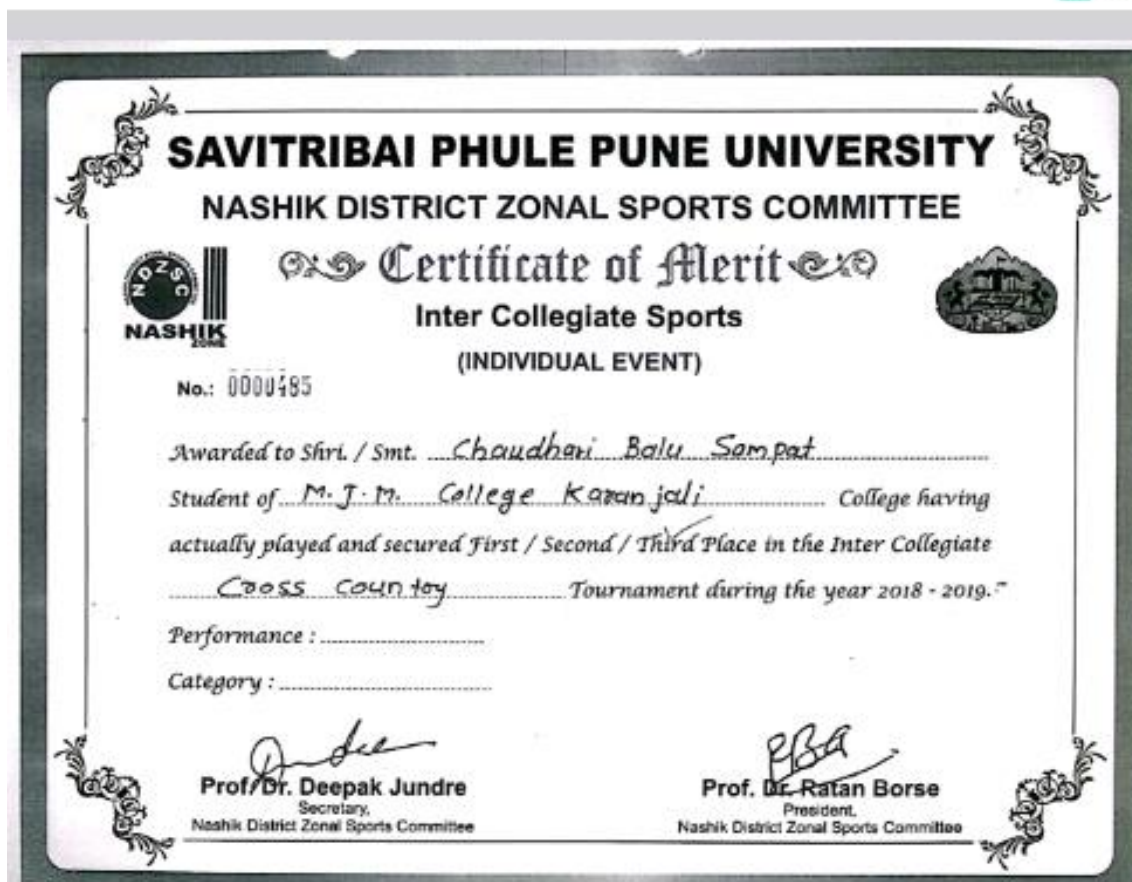 SAVITRIBAI PHULE PUNE UNIVERSITY
NASHIK DISTRICT ZONAL SPORTS COMMITTEE
Certificate of Merit
NDZSC
NASHIK
ZONE
Inter Collegiate Sports
(INDIVIDUAL EVENT)
No.: 0000485
Awarded to Shri. / Smt. Chaudhari Balu Sampat
Student of M.J.M. College Karanjali College having
actually played and secured First / Second / Third Place in the Inter Collegiate
Cross Country Tournament during the year 2018 - 2019.
Performance :
Category :
Prof. Dr. Deepak Jundre
Secretary,
Nashik District Zonal Sports Committee
Prof. Dr. Ratan Borse
President,
Nashik District Zonal Sports Committee